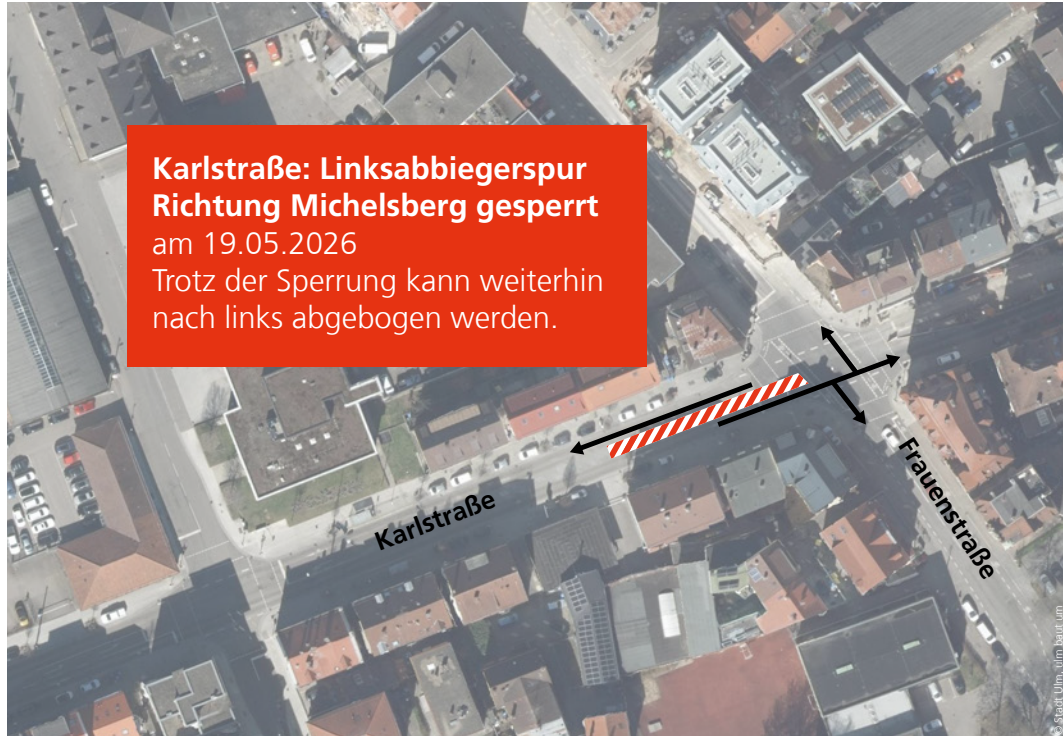 Karlstraße: Linksabbiegerspur
Richtung Michelsberg gesperrt
am 19.05.2026
Trotz der Sperrung kann weiterhin
nach links abgebogen werden.
Karlstraße
Frauenstraße
© Stadt Ulm, ulm baut um